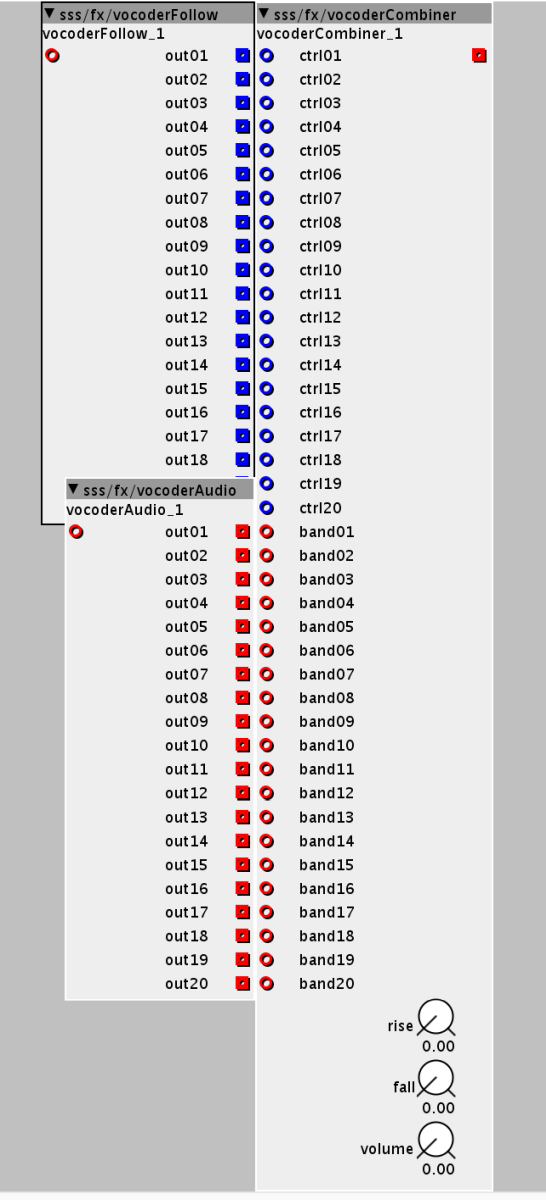 sss/fx/vocoderFollow
vocoderFollow_1
out01
out02
out03
out04
out05
out06
out07
out08
out09
out10
out11
out12
out13
out14
out15
out16
out17
out18
sss/fx/vocoderAudio
vocoderAudio_1
out01
out02
out03
out04
out05
out06
out07
out08
out09
out10
out11
out12
out13
out14
out15
out16
out17
out18
out19
out20
sss/fx/vocoderCombiner
vocoderCombiner_1
ctrl01
ctrl02
ctrl03
ctrl04
ctrl05
ctrl06
ctrl07
ctrl08
ctrl09
ctrl10
ctrl11
ctrl12
ctrl13
ctrl14
ctrl15
ctrl16
ctrl17
ctrl18
ctrl19
ctrl20
band01
band02
band03
band04
band05
band06
band07
band08
band09
band10
band11
band12
band13
band14
band15
band16
band17
band18
band19
band20
rise
0.00
fall
0.00
volume
0.00